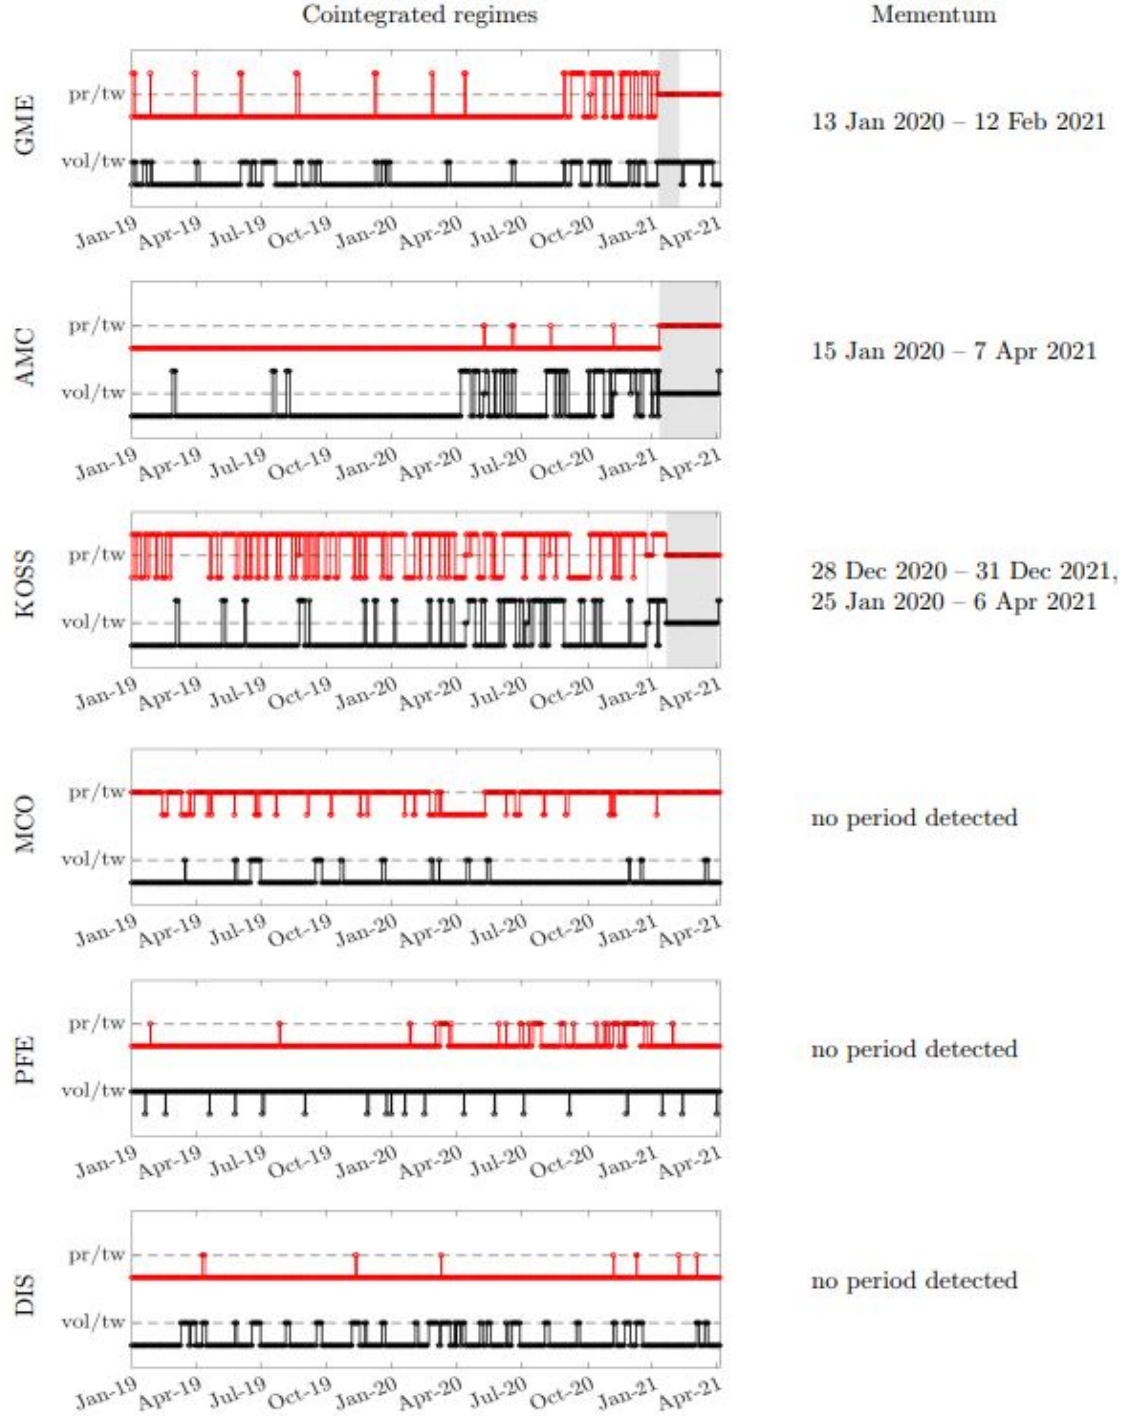 Cointegrated regimes Mementum
GME
pr/tw
vol/tw
13 Jan 2020 – 12 Feb 2021
Jan-19 Apr-19 Jul-19 Oct-19 Jan-20 Apr-20 Jul-20 Oct-20 Jan-21 Apr-21
AMC
pr/tw
vol/tw
15 Jan 2020 – 7 Apr 2021
Jan-19 Apr-19 Jul-19 Oct-19 Jan-20 Apr-20 Jul-20 Oct-20 Jan-21 Apr-21
KOSS
pr/tw
vol/tw
28 Dec 2020 – 31 Dec 2021,
25 Jan 2020 – 6 Apr 2021
Jan-19 Apr-19 Jul-19 Oct-19 Jan-20 Apr-20 Jul-20 Oct-20 Jan-21 Apr-21
MCO
pr/tw
vol/tw
no period detected
Jan-19 Apr-19 Jul-19 Oct-19 Jan-20 Apr-20 Jul-20 Oct-20 Jan-21 Apr-21
PFE
pr/tw
vol/tw
no period detected
Jan-19 Apr-19 Jul-19 Oct-19 Jan-20 Apr-20 Jul-20 Oct-20 Jan-21 Apr-21
DIS
pr/tw
vol/tw
no period detected
Jan-19 Apr-19 Jul-19 Oct-19 Jan-20 Apr-20 Jul-20 Oct-20 Jan-21 Apr-21